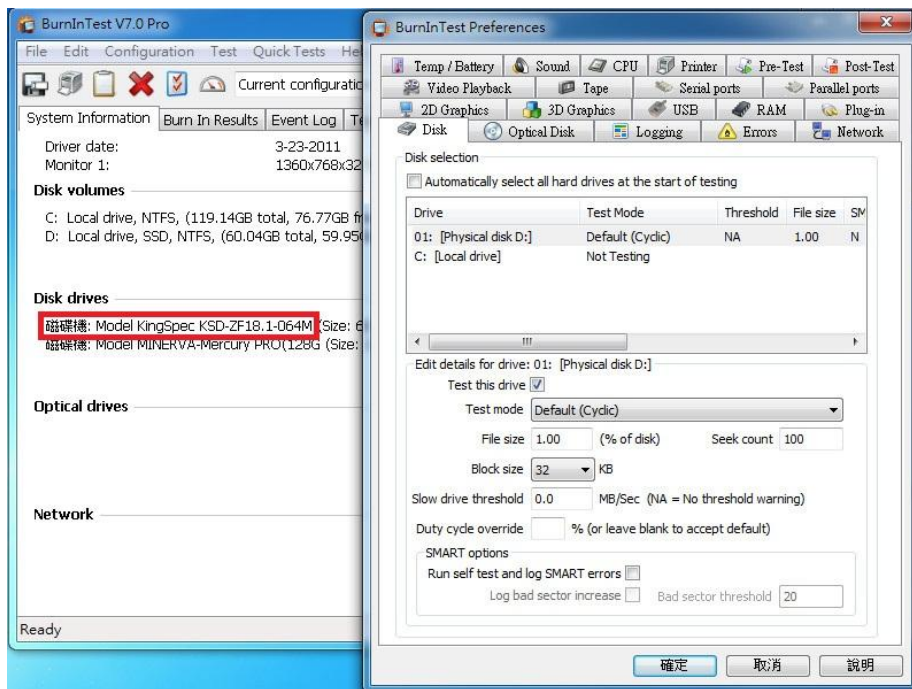 BurnInTest V7.0 Pro
File Edit Configuration Test Quick Tests He
Current configuratic
System Information Burn In Results Event Log Te
Driver date: 3-23-2011
Monitor 1: 1360x768x32
Disk volumes
C: Local drive, NTFS, (119.14GB total, 76.77GB fr
D: Local drive, SSD, NTFS, (60.04GB total, 59.95G
Disk drives
磁碟機: Model KingSpec KSD-ZF18.1-064M (Size: 6
磁碟機: Model MINERVA-Mercury PRO(128G (Size:
Optical drives
Network
Ready
BurnInTest Preferences
Temp / Battery Sound CPU Printer Pre-Test Post-Test
Video Playback Tape Serial ports Parallel ports
2D Graphics 3D Graphics USB RAM Plug-in
Disk Optical Disk Logging Errors Network
Disk selection
Automatically select all hard drives at the start of testing
Drive Test Mode Threshold File size SM
01: [Physical disk D:] Default (Cyclic) NA 1.00 N
C: [Local drive] Not Testing
Edit details for drive: 01: [Physical disk D:]
Test this drive
Test mode Default (Cyclic)
File size 1.00 (% of disk) Seek count 100
Block size 32 KB
Slow drive threshold 0.0 MB/Sec (NA = No threshold warning)
Duty cycle override % (or leave blank to accept default)
SMART options
Run self test and log SMART errors
Log bad sector increase Bad sector threshold 20
確定 取消 說明